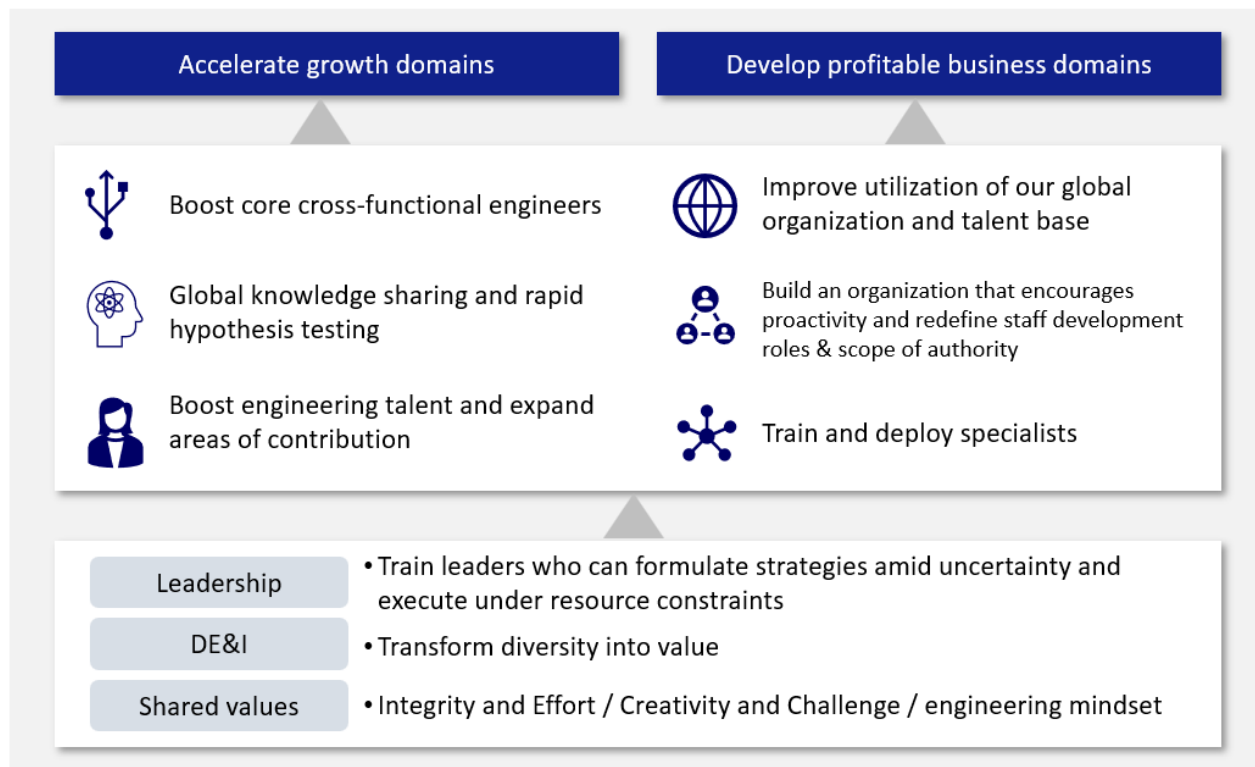 Accelerate growth domains
Develop profitable business domains
Boost core cross-functional engineers
Global knowledge sharing and rapid
hypothesis testing
Boost engineering talent and expand
areas of contribution
Improve utilization of our global
organization and talent base
Build an organization that encourages
proactivity and redefine staff development
roles & scope of authority
Train and deploy specialists
Leadership
• Train leaders who can formulate strategies amid uncertainty and
execute under resource constraints
DE&I
• Transform diversity into value
Shared values
• Integrity and Effort / Creativity and Challenge / engineering mindset